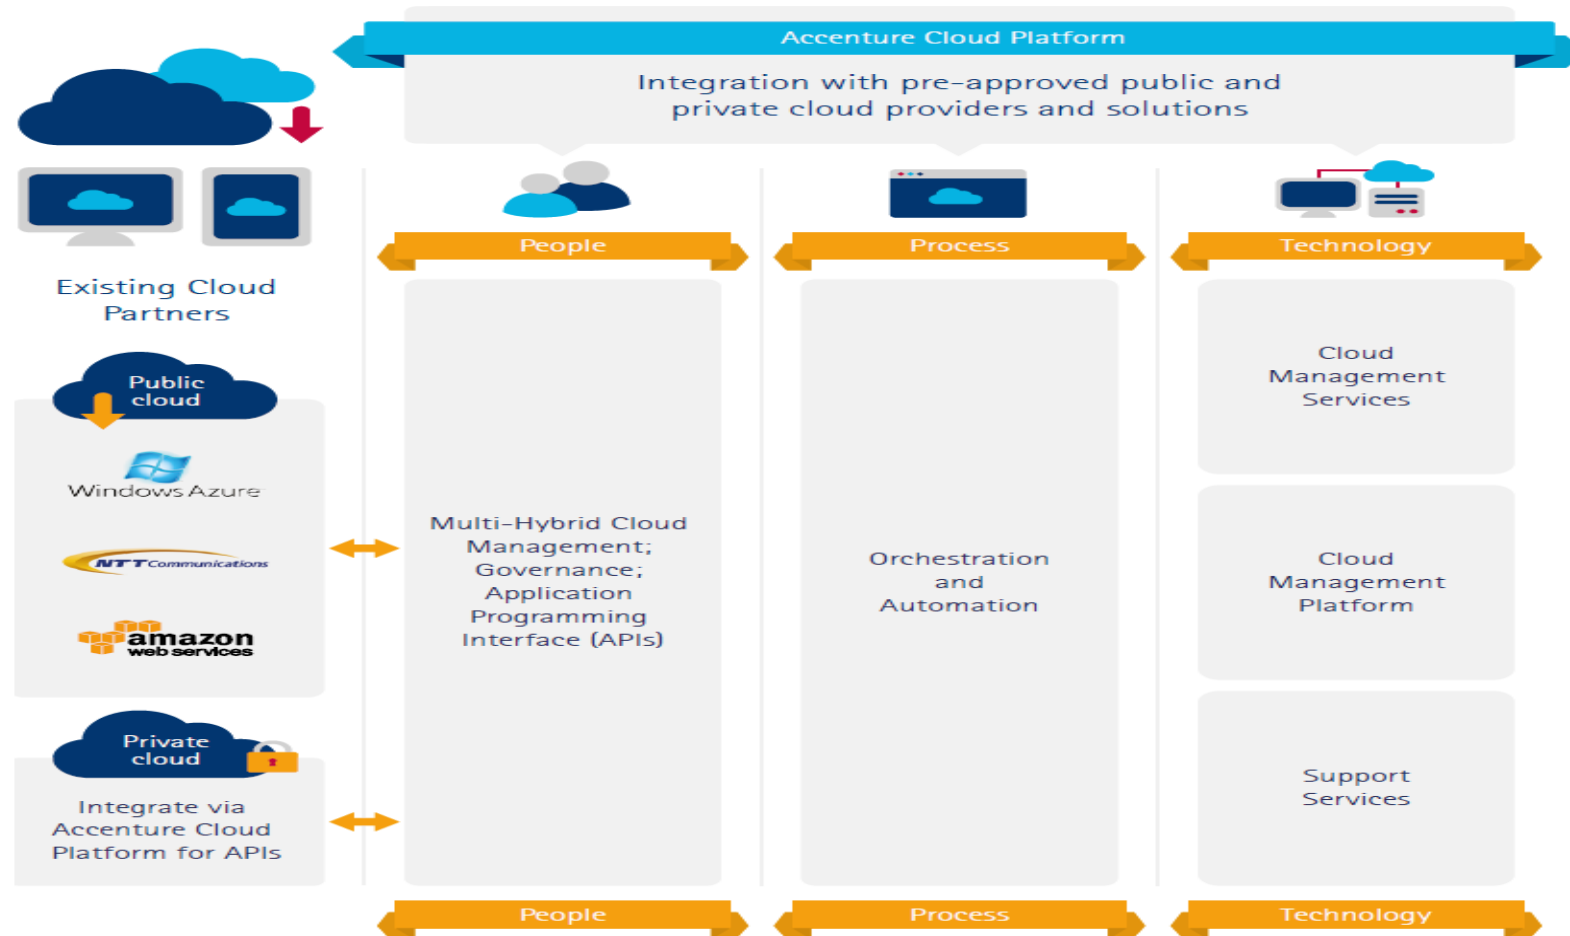 Accenture Cloud Platform
Integration with pre-approved public and
private cloud providers and solutions
Existing Cloud
Partners
Public
cloud
Windows Azure
NTT Communications
amazon
web services
Private
cloud
Integrate via
Accenture Cloud
Platform for APIs
People
Multi-Hybrid Cloud
Management;
Governance;
Application
Programming
Interface (APIs)
People
Process
Orchestration
and
Automation
Process
Technology
Cloud
Management
Services
Cloud
Management
Platform
Support
Services
Technology